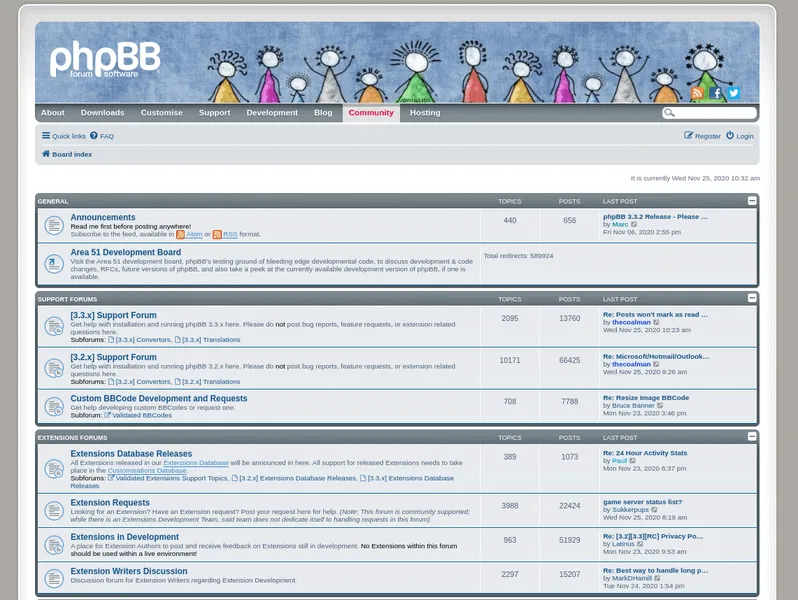 phpBB
forum software
About Downloads Customise Support Development Blog Community Hosting
Quick links FAQ Register Login
Board index
It is currently Wed Nov 25, 2020 10:32 am
GENERAL TOPICS POSTS LAST POST
Announcements 440 656 phpBB 3.3.2 Release - Please …
Read me first before posting anywhere! by Marc
Subscribe to the feed, available in Atom or RSS format. Fri Nov 06, 2020 2:55 pm
Area 51 Development Board Total redirects: 589924
Visit the Area 51 development board, phpBB's testing ground of bleeding edge developmental code, to discuss development & code
changes, RFCs, future versions of phpBB, and also take a peek at the currently available development version of phpBB, if one is
available.
SUPPORT FORUMS TOPICS POSTS LAST POST
[3.3.x] Support Forum 2095 13760 Re: Posts won't mark as read …
Get help with installation and running phpBB 3.3.x here. Please do not post bug reports, feature requests, or extension related by thecoalman
questions here. Wed Nov 25, 2020 10:23 am
Subforums: [3.3.x] Convertors, [3.3.x] Translations
[3.2.x] Support Forum 10171 66425 Re: Microsoft/Hotmail/Outlook…
Get help with installation and running phpBB 3.2.x here. Please do not post bug reports, feature requests, or extension related by thecoalman
questions here. Wed Nov 25, 2020 9:26 am
Subforums: [3.2.x] Convertors, [3.2.x] Translations
Custom BBCode Development and Requests 708 7788 Re: Resize Image BBCode
Get help developing custom BBCodes or request one. by Bruce Banner
Subforum: Validated BBCodes Mon Nov 23, 2020 3:46 pm
EXTENSIONS FORUMS TOPICS POSTS LAST POST
Extensions Database Releases 389 1073 Re: 24 Hour Activity Stats
All Extensions released in our Extensions Database will be announced in here. All support for released Extensions needs to take by Paul
place in the Customisations Database. Mon Nov 23, 2020 8:37 pm
Subforums: Validated Extensions Support Topics, [3.2.x] Extensions Database Releases, [3.3.x] Extensions Database
Releases
Extension Requests 3988 22424 game server status list?
Looking for an Extension? Have an Extension request? Post your request here for help. (Note: This forum is community supported; by Sukkerpups
while there is an Extensions Development Team, said team does not dedicate itself to handling requests in this forum) Wed Nov 25, 2020 8:19 am
Extensions in Development 963 51929 Re: [3.2][3.3][RC] Privacy Po…
A place for Extension Authors to post and receive feedback on Extensions still in development. No Extensions within this forum by Latinus
should be used within a live environment! Mon Nov 23, 2020 9:53 am
Extension Writers Discussion 2297 15207 Re: Best way to handle long p…
Discussion forum for Extension Writers regarding Extension Development. by MarkDHamill
Tue Nov 24, 2020 1:54 pm